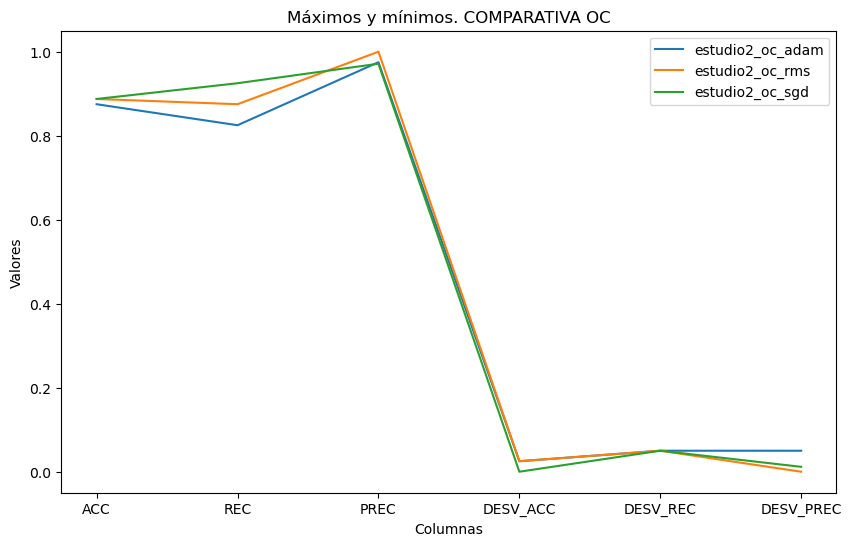 Máximos y mínimos. COMPARATIVA OC
estudio2_oc_adam
estudio2_oc_rms
estudio2_oc_sgd
Valores
1.0
0.8
0.6
0.4
0.2
0.0
ACC REC PREC DESV_ACC DESV_REC DESV_PREC
Columnas